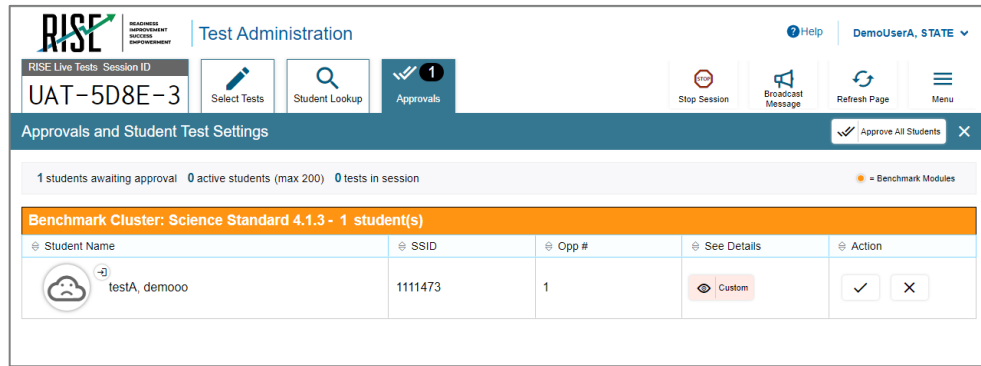 RISE
READINESS
IMPROVEMENT
SUCCESS
EMPOWERMENT
Test Administration
?Help
DemoUserA, STATE
RISE Live Tests Session ID
UAT-5D8E-3
Select Tests
Student Lookup
1
Approvals
STOP
Stop Session
Broadcast
Message
Refresh Page
Menu
Approvals and Student Test Settings
Approve All Students
1 students awaiting approval 0 active students (max 200) 0 tests in session
= Benchmark Modules
Benchmark Cluster: Science Standard 4.1.3 - 1 student(s)
Student Name SSID Opp # See Details Action
testA, demooo 1111473 1 Custom